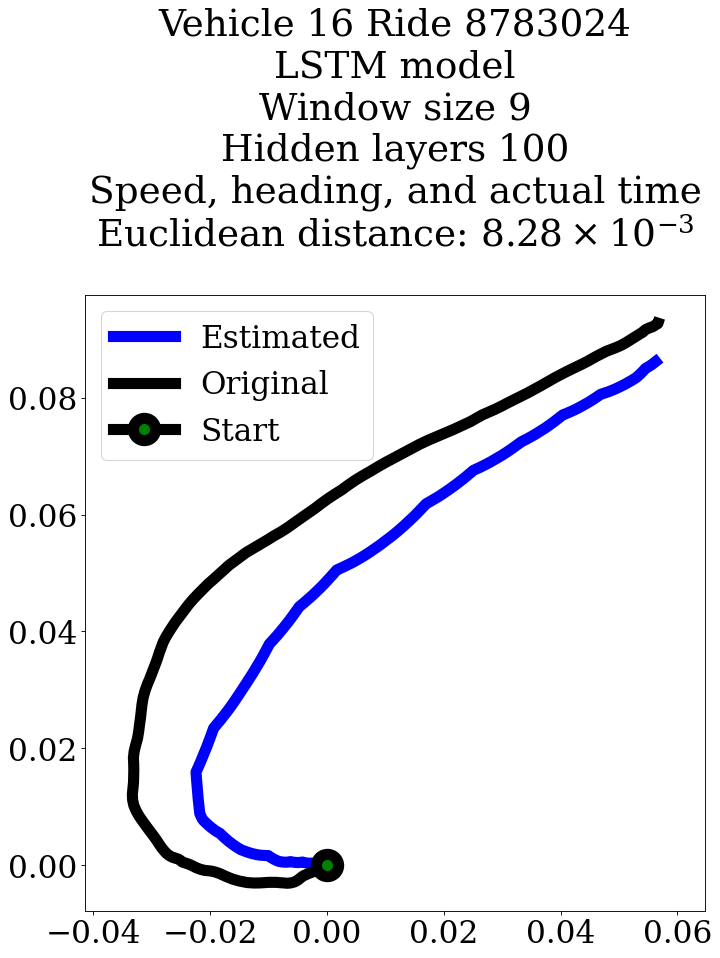 Vehicle 16 Ride 8783024
LSTM model
Window size 9
Hidden layers 100
Speed, heading, and actual time
Euclidean distance: 8.28 × 10⁻³
Estimated
Original
Start
0.08
0.06
0.04
0.02
0.00
−0.04 −0.02 0.00 0.02 0.04 0.06